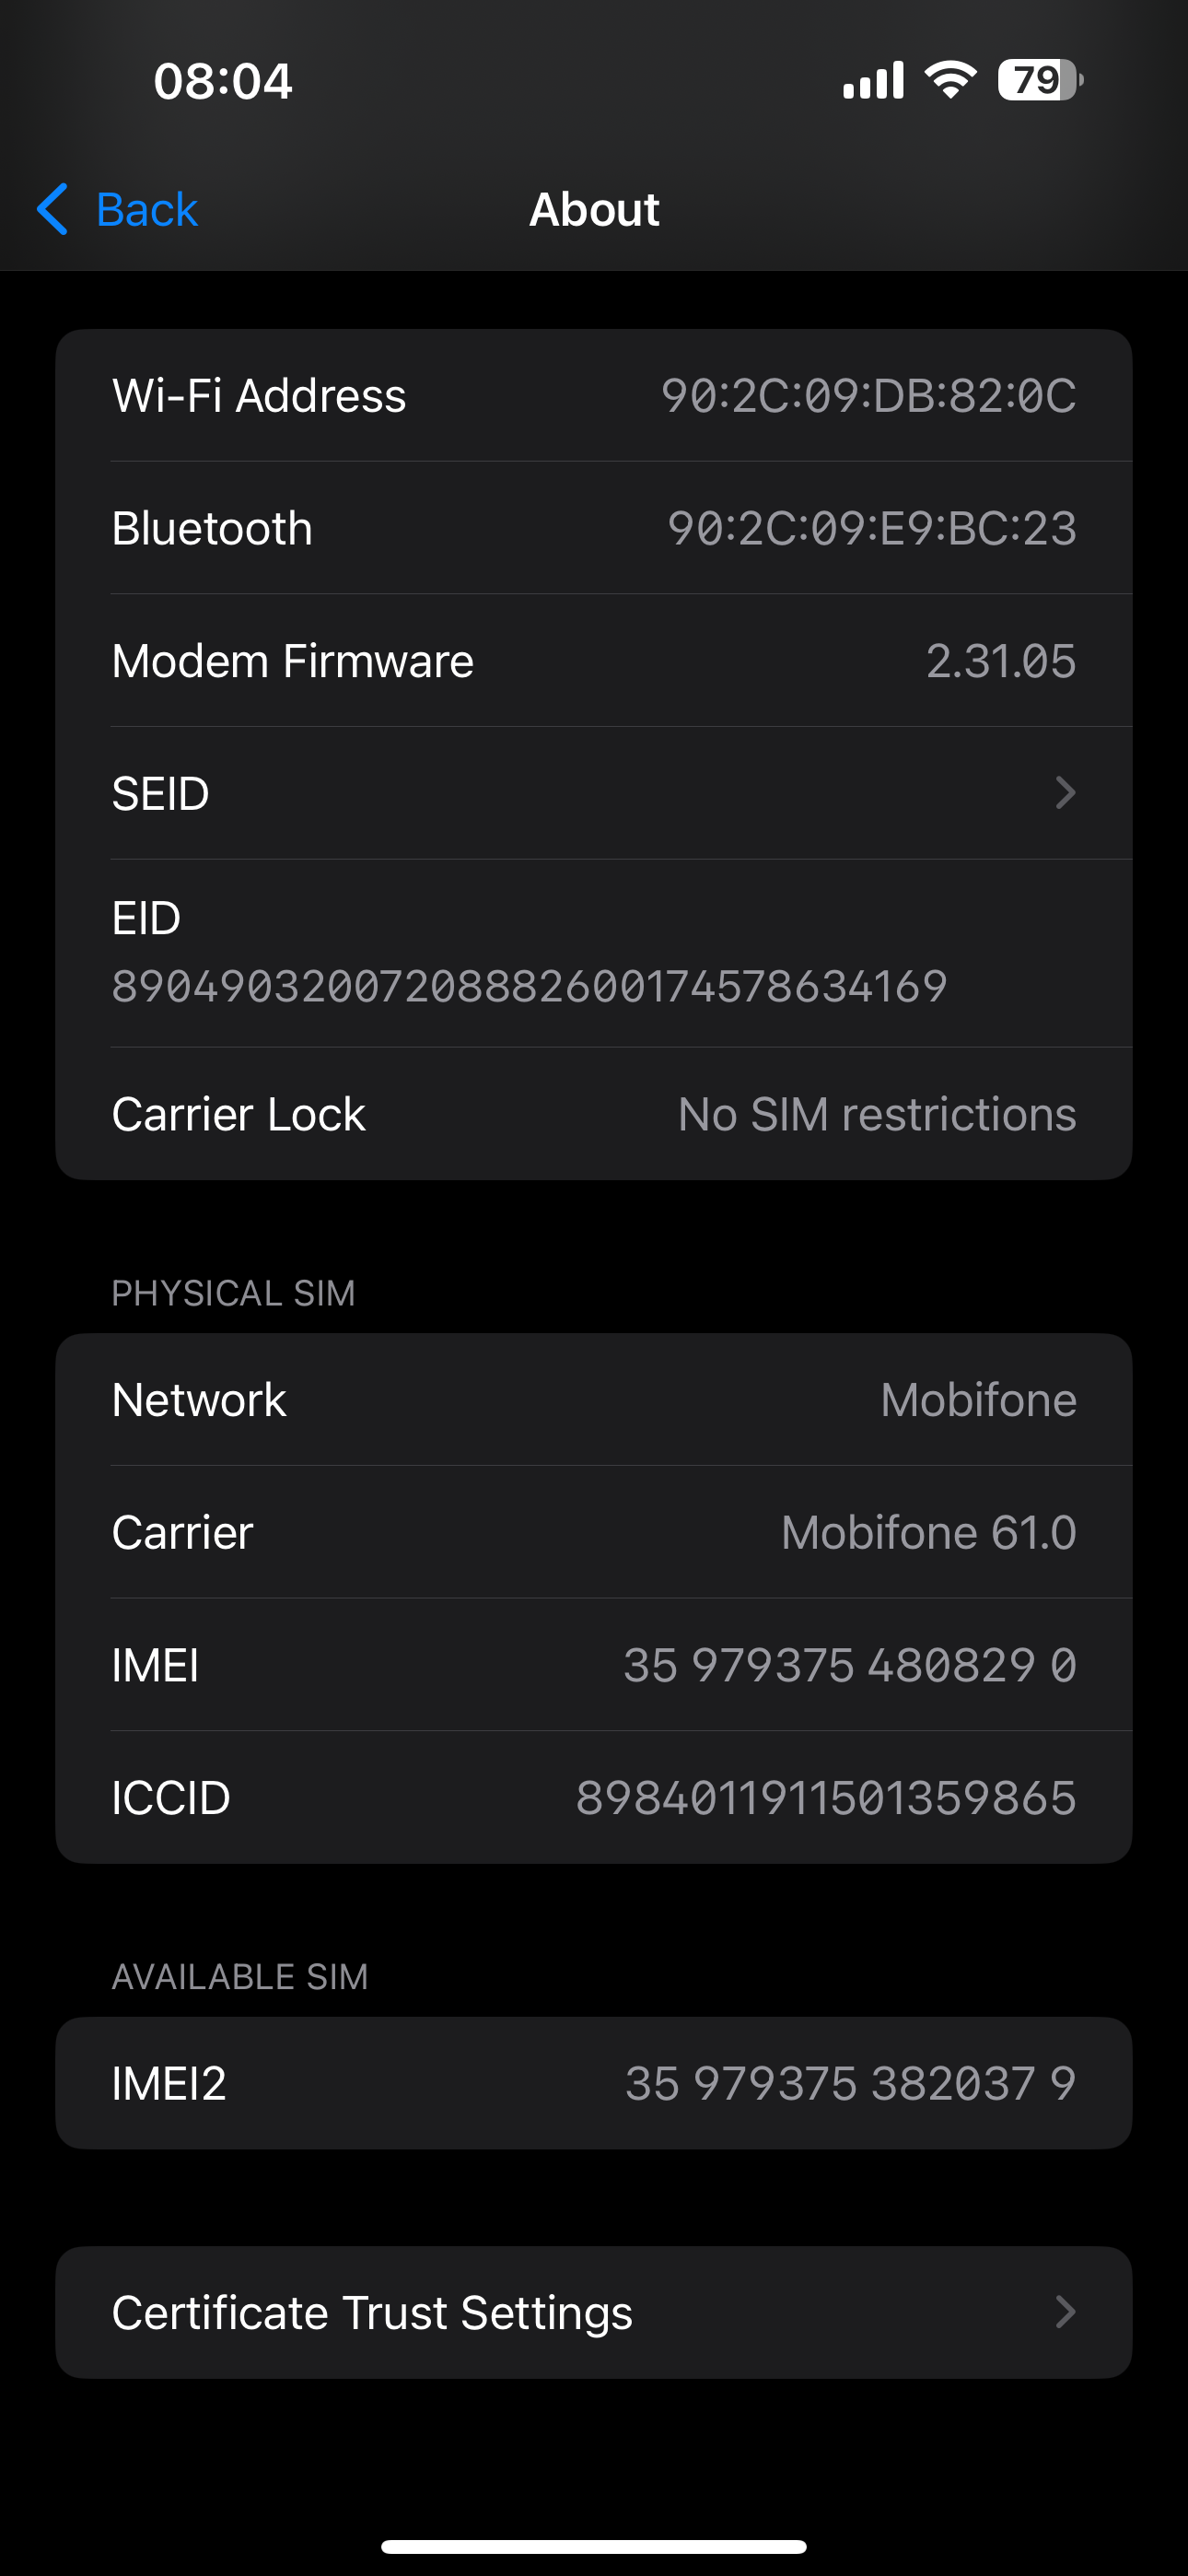 08:04
79
Back
About
Wi-Fi Address 90:2C:09:DB:82:0C
Bluetooth 90:2C:09:E9:BC:23
Modem Firmware 2.31.05
SEID
EID
89049032007208882600174578634169
Carrier Lock No SIM restrictions
PHYSICAL SIM
Network Mobifone
Carrier Mobifone 61.0
IMEI 35 979375 480829 0
ICCID 8984011911501359865
AVAILABLE SIM
IMEI2 35 979375 382037 9
Certificate Trust Settings